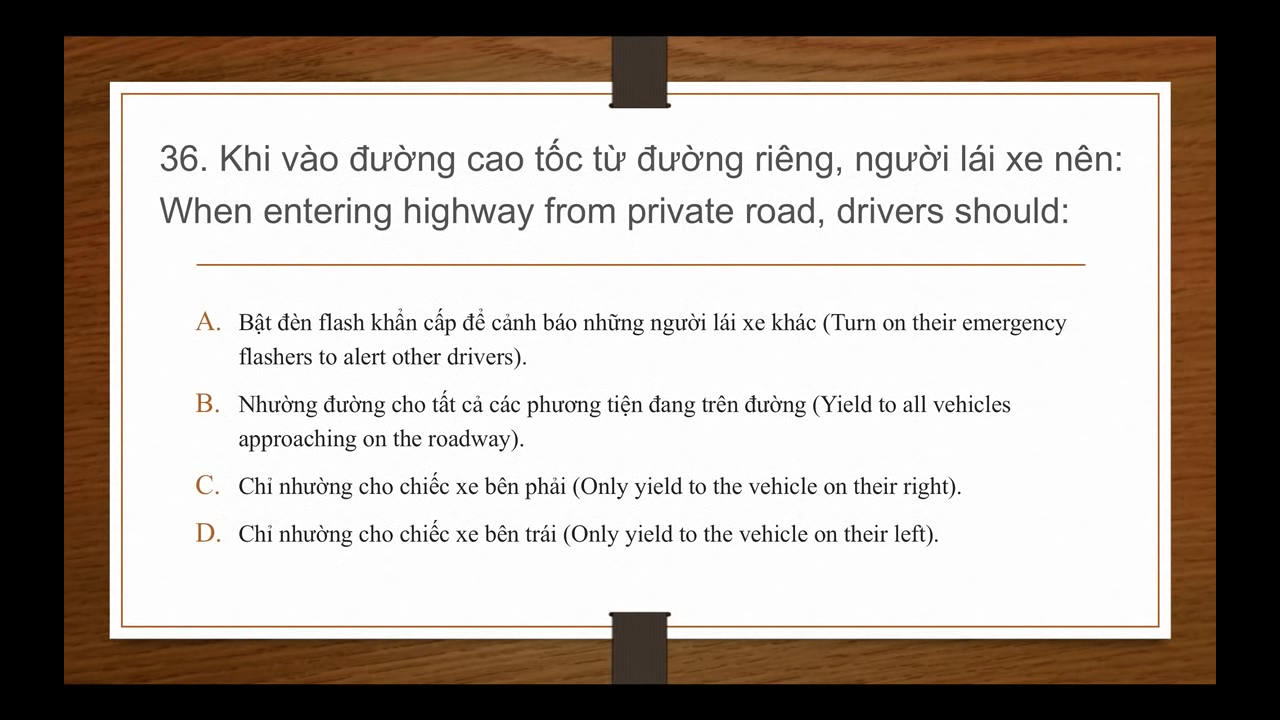 36. Khi vào đường cao tốc từ đường riêng, người lái xe nên:
When entering highway from private road, drivers should:
A. Bật đèn flash khẩn cấp để cảnh báo những người lái xe khác (Turn on their emergency
flashers to alert other drivers).
B. Nhường đường cho tất cả các phương tiện đang trên đường (Yield to all vehicles
approaching on the roadway).
C. Chỉ nhường cho chiếc xe bên phải (Only yield to the vehicle on their right).
D. Chỉ nhường cho chiếc xe bên trái (Only yield to the vehicle on their left).